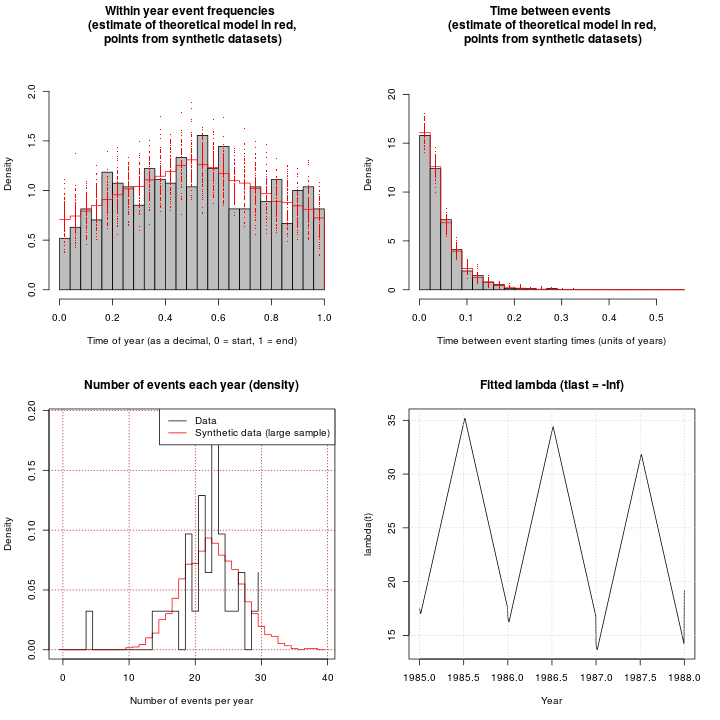 Within year event frequencies
(estimate of theoretical model in red,
points from synthetic datasets)
Density
0.0
0.5
1.0
1.5
2.0
0.0 0.2 0.4 0.6 0.8 1.0
Time of year (as a decimal, 0 = start, 1 = end)
Time between events
(estimate of theoretical model in red,
points from synthetic datasets)
Density
0
5
10
15
20
0.0 0.1 0.2 0.3 0.4 0.5
Time between event starting times (units of years)
Number of events each year (density)
Data
Synthetic data (large sample)
Density
0.00
0.05
0.10
0.15
0.20
0 10 20 30 40
Number of events per year
Fitted lambda (tlast = -Inf)
lambda(t)
15
20
25
30
35
1985.0 1985.5 1986.0 1986.5 1987.0 1987.5 1988.0
Year